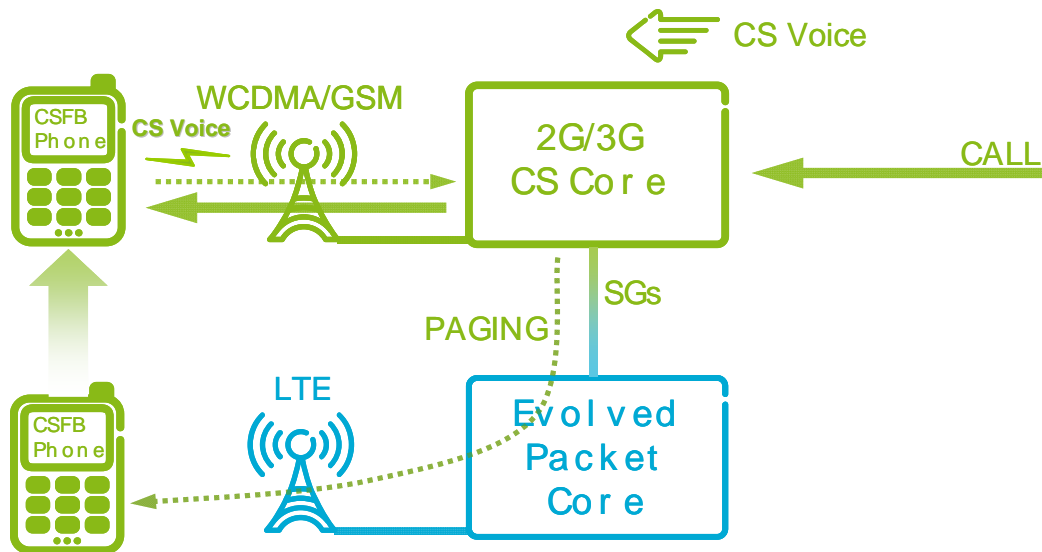 CS Voice
WCDMA/GSM
CSFB
Phone
CS Voice
2G/3G
CS Core
CALL
SGs
PAGING
LTE
CSFB
Phone
Evolved
Packet
Core